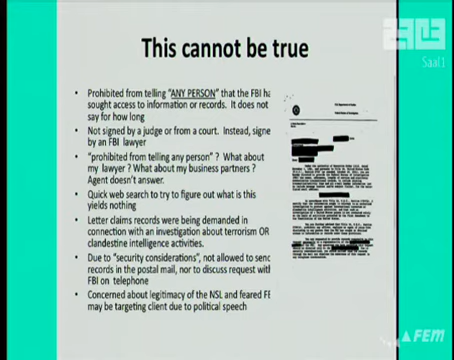 This cannot be true
Saal1
• Prohibited from telling "ANY PERSON" that the FBI ha
sought access to information or records. It does not
say for how long
• Not signed by a judge or from a court. Instead, signe
by an FBI lawyer
• "prohibited from telling any person" ? What about
my lawyer ? What about my business partners ?
Agent doesn't answer.
Quick web search to try to figure out what is this
yields nothing
• Letter claims records were being demanded in
connection with an investigation about terrorism OR
clandestine intelligence activities.
• Due to "security considerations", not allowed to send
records in the postal mail, nor to discuss request with
FBI on telephone
• Concerned about legitimacy of the NSL and feared FB
may be targeting client due to political speech
FEM